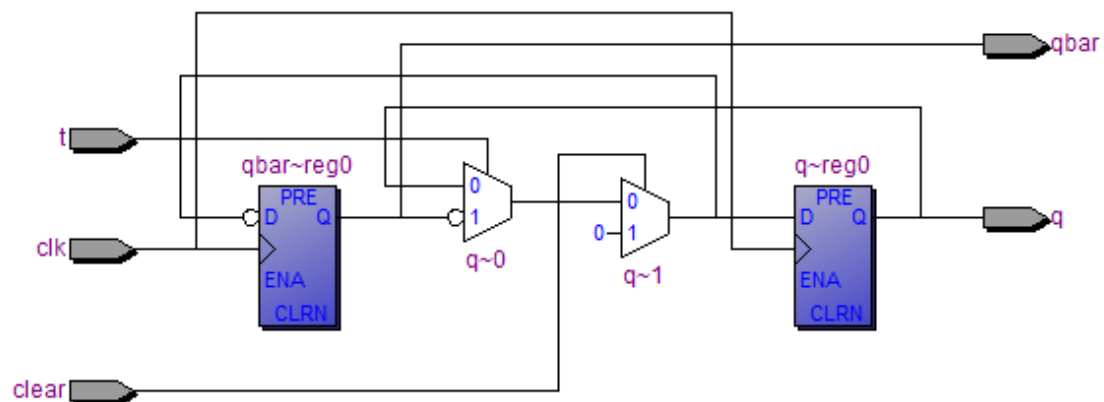 qbar
t
qbar~reg0
q~reg0
PRE
D Q
ENA
CLRN
0
1
q~0
0
0 1
q~1
PRE
D Q
ENA
CLRN
q
clk
clear